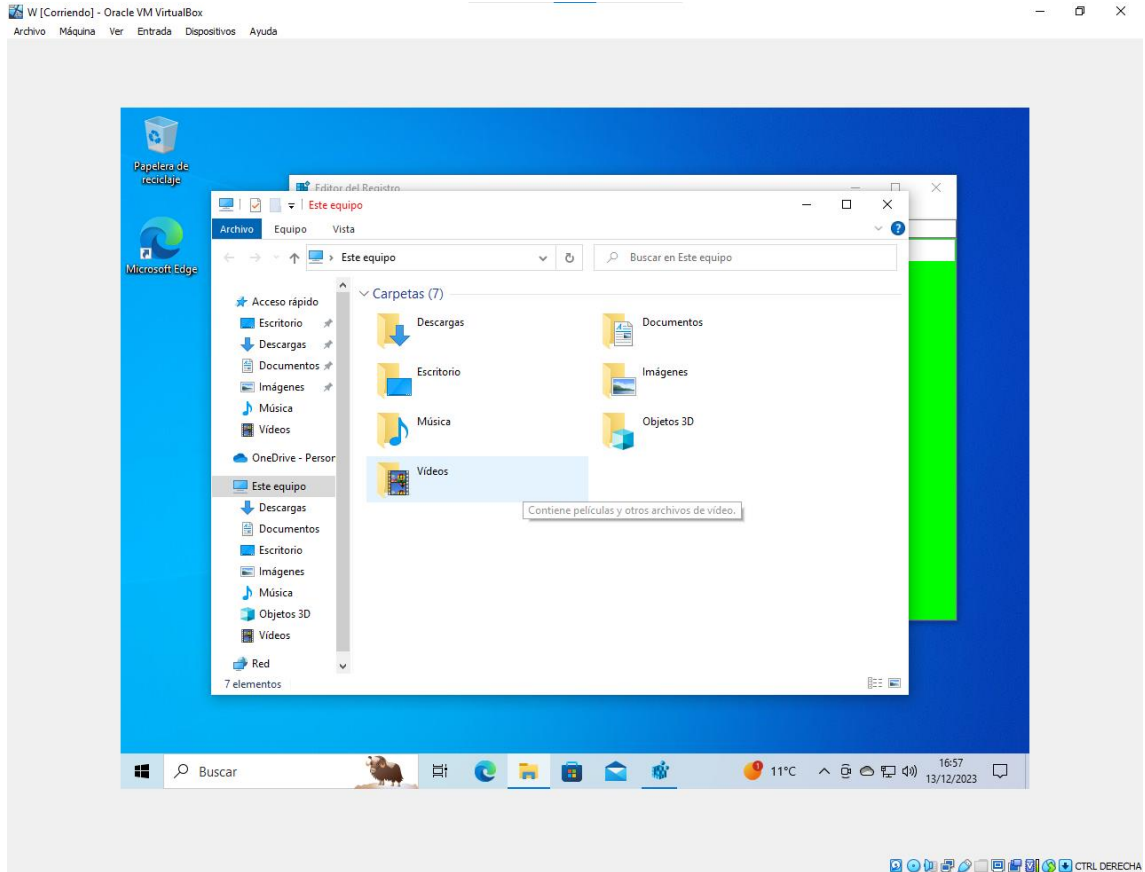 W [Corriendo] - Oracle VM VirtualBox
Archivo Máquina Ver Entrada Dispositivos Ayuda
Papelera de
reciclaje
Microsoft Edge
Editor del Registro
Este equipo
Archivo Equipo Vista
Este equipo
Buscar en Este equipo
Acceso rápido
Escritorio
Descargas
Documentos
Imágenes
Música
Vídeos
OneDrive - Person
Este equipo
Descargas
Documentos
Escritorio
Imágenes
Música
Objetos 3D
Vídeos
Red
Carpetas (7)
Descargas
Documentos
Escritorio
Imágenes
Música
Objetos 3D
Vídeos
Contiene películas y otros archivos de vídeo.
7 elementos
Buscar
1
11°C
16:57
13/12/2023
CTRL DERECHA